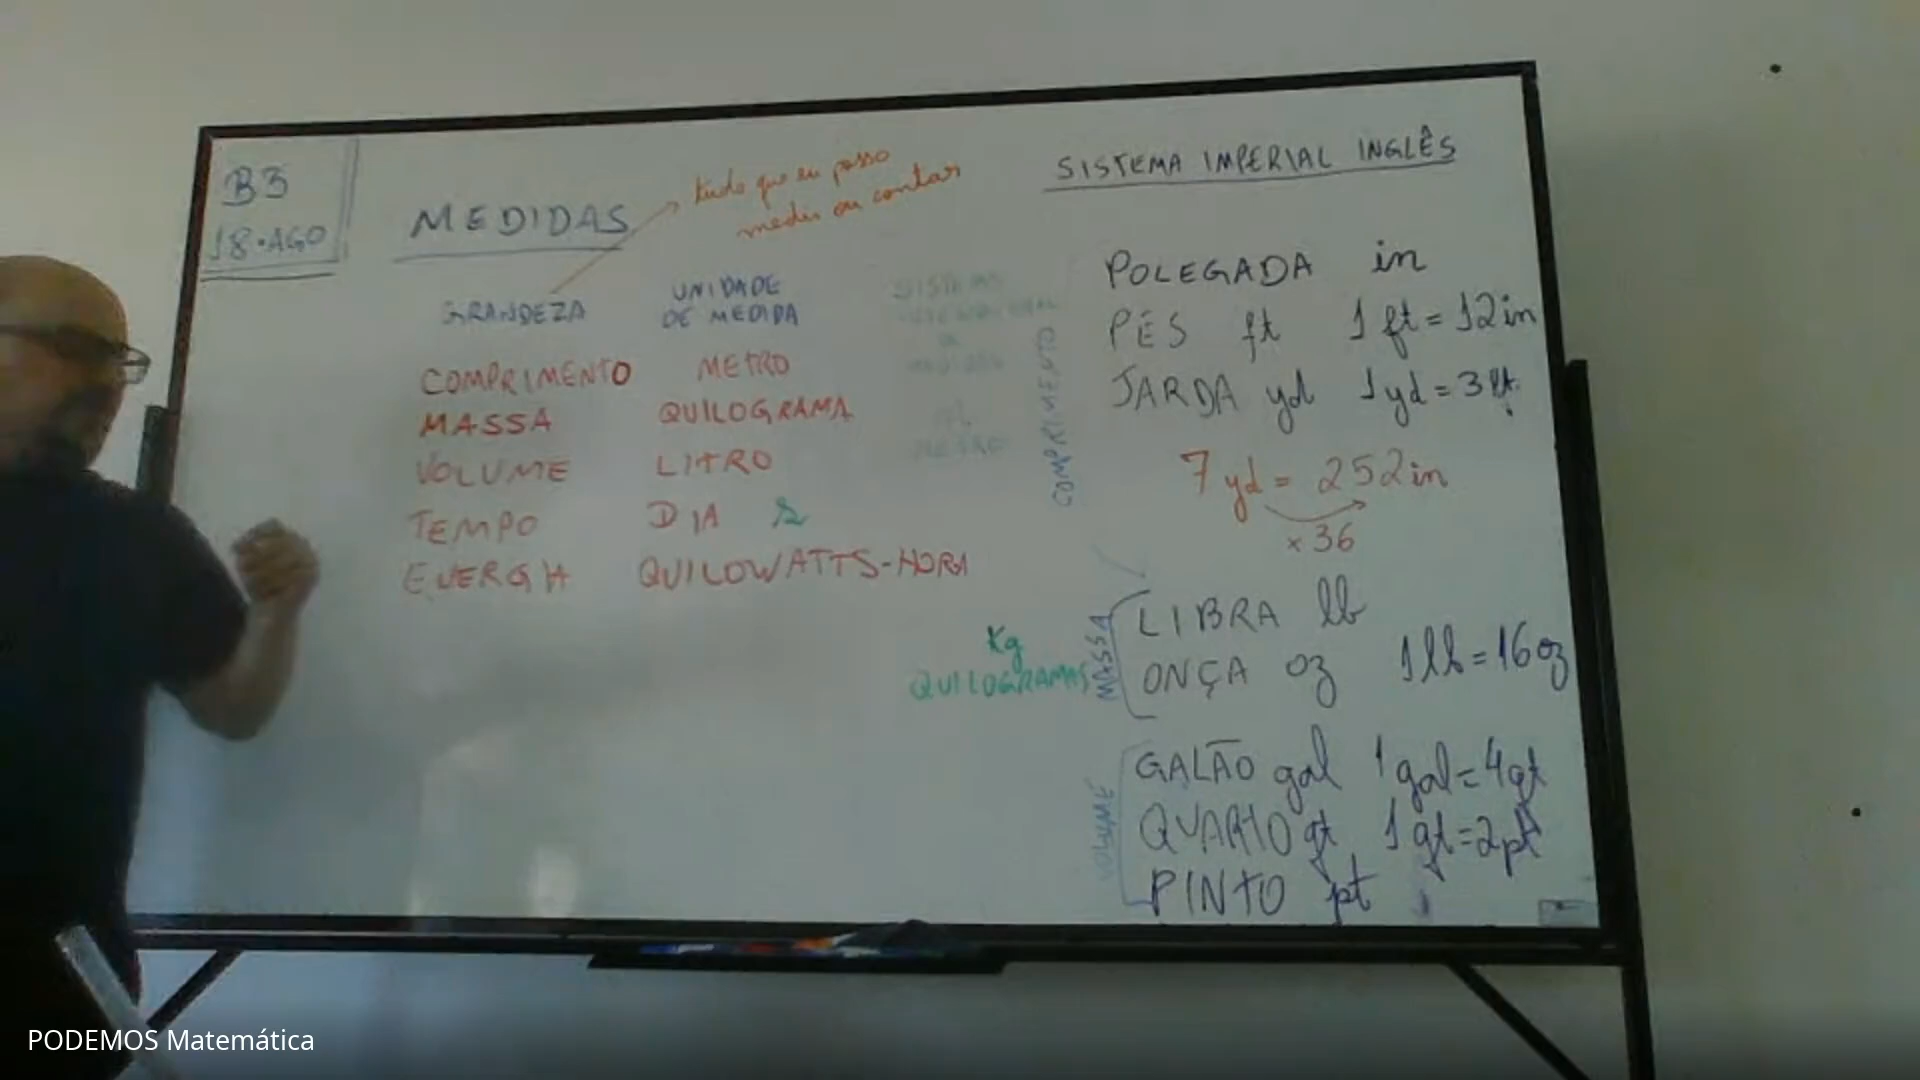 B3
18·AGO
MEDIDAS
tudo que eu posso
medir ou contar
GRANDEZA
UNIDADE
DE MEDIDA
COMPRIMENTO METRO
MASSA QUILOGRAMA
VOLUME LITRO
TEMPO DIA s
ENERGIA QUILOWATTS-HORA
SISTEMA
Kg
QUILOGRAMAS
SISTEMA IMPERIAL INGLÊS
COMPRIMENTO
POLEGADA in
PÉS ft 1 ft = 12 in
JARDA yd 1 yd = 3 ft
7 yd = 252 in
x 36
MASSA
LIBRA lb
ONÇA oz 1 lb = 16 oz
VOLUME
GALÃO gal 1 gal = 4 qt
QUARTO qt 1 qt = 2 pt
PINTO pt
PODEMOS Matemática